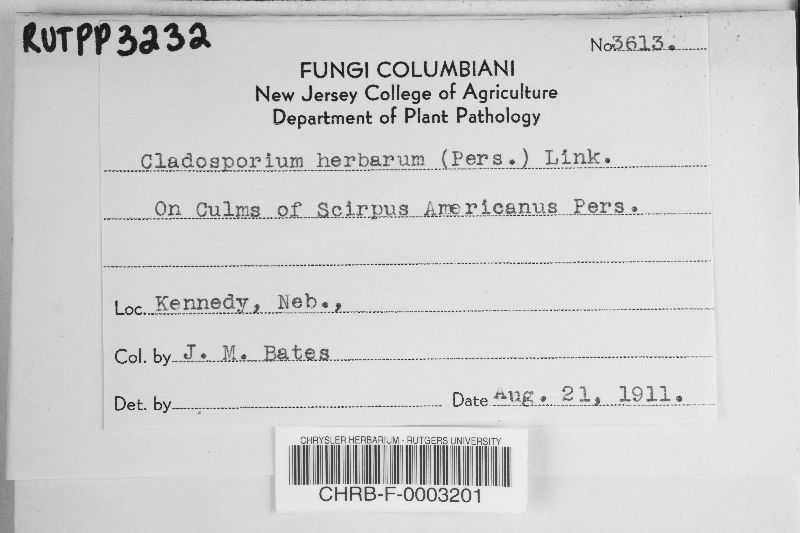 RUTPP3232
No. 3613.
FUNGI COLUMBIANI
New Jersey College of Agriculture
Department of Plant Pathology
Cladosporium herbarum (Pers.) Link.
On Culms of Scirpus Americanus Pers.
Loc. Kennedy, Neb.,
Col. by J. M. Bates
Det. by
Date Aug. 21, 1911.
CHRYSLER HERBARIUM - RUTGERS UNIVERSITY
CHRB-F-0003201